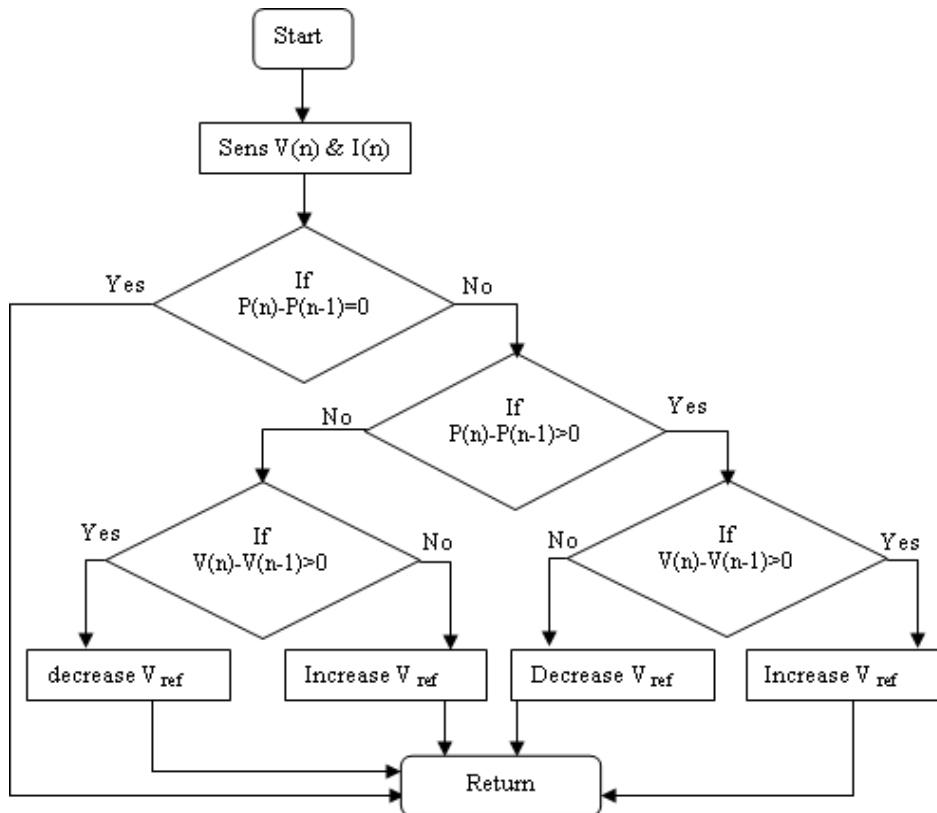 Start
Sens V(n) & I(n)
Yes
If
P(n)-P(n-1)=0
No
No
If
P(n)-P(n-1)>0
Yes
Yes
If
V(n)-V(n-1)>0
No
No
If
V(n)-V(n-1)>0
Yes
decrease V ref
Increase V ref
Decrease V ref
Increase V ref
Return